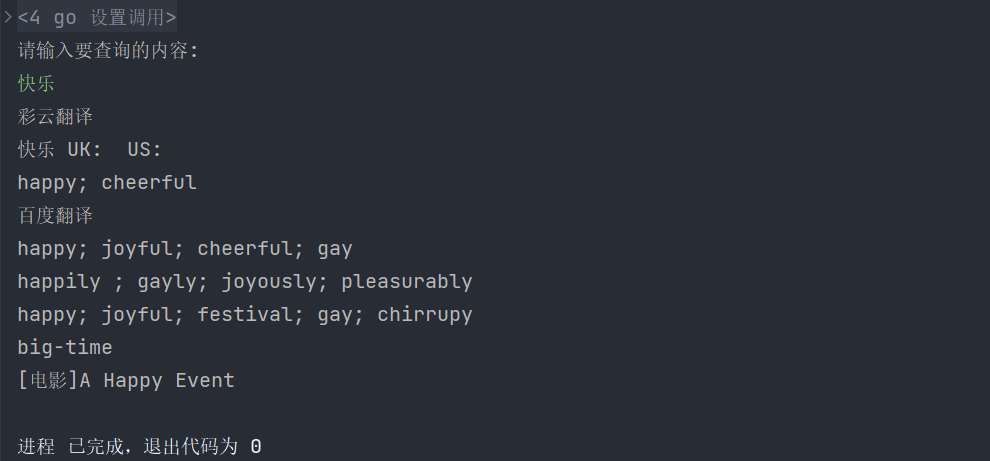 <4 go 设置调用>
请输入要查询的内容:
快乐
彩云翻译
快乐 UK:  US:
happy; cheerful
百度翻译
happy; joyful; cheerful; gay
happily ; gayly; joyously; pleasurably
happy; joyful; festival; gay; chirrupy
big-time
[电影]A Happy Event
进程 已完成，退出代码为 0